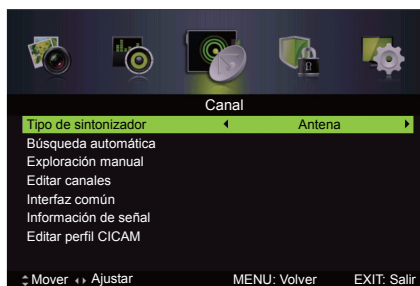 Canal
Tipo de sintonizador Antena
Búsqueda automática
Exploración manual
Editar canales
Interfaz común
Información de señal
Editar perfil CICAM
Mover Ajustar MENU: Volver EXIT: Salir